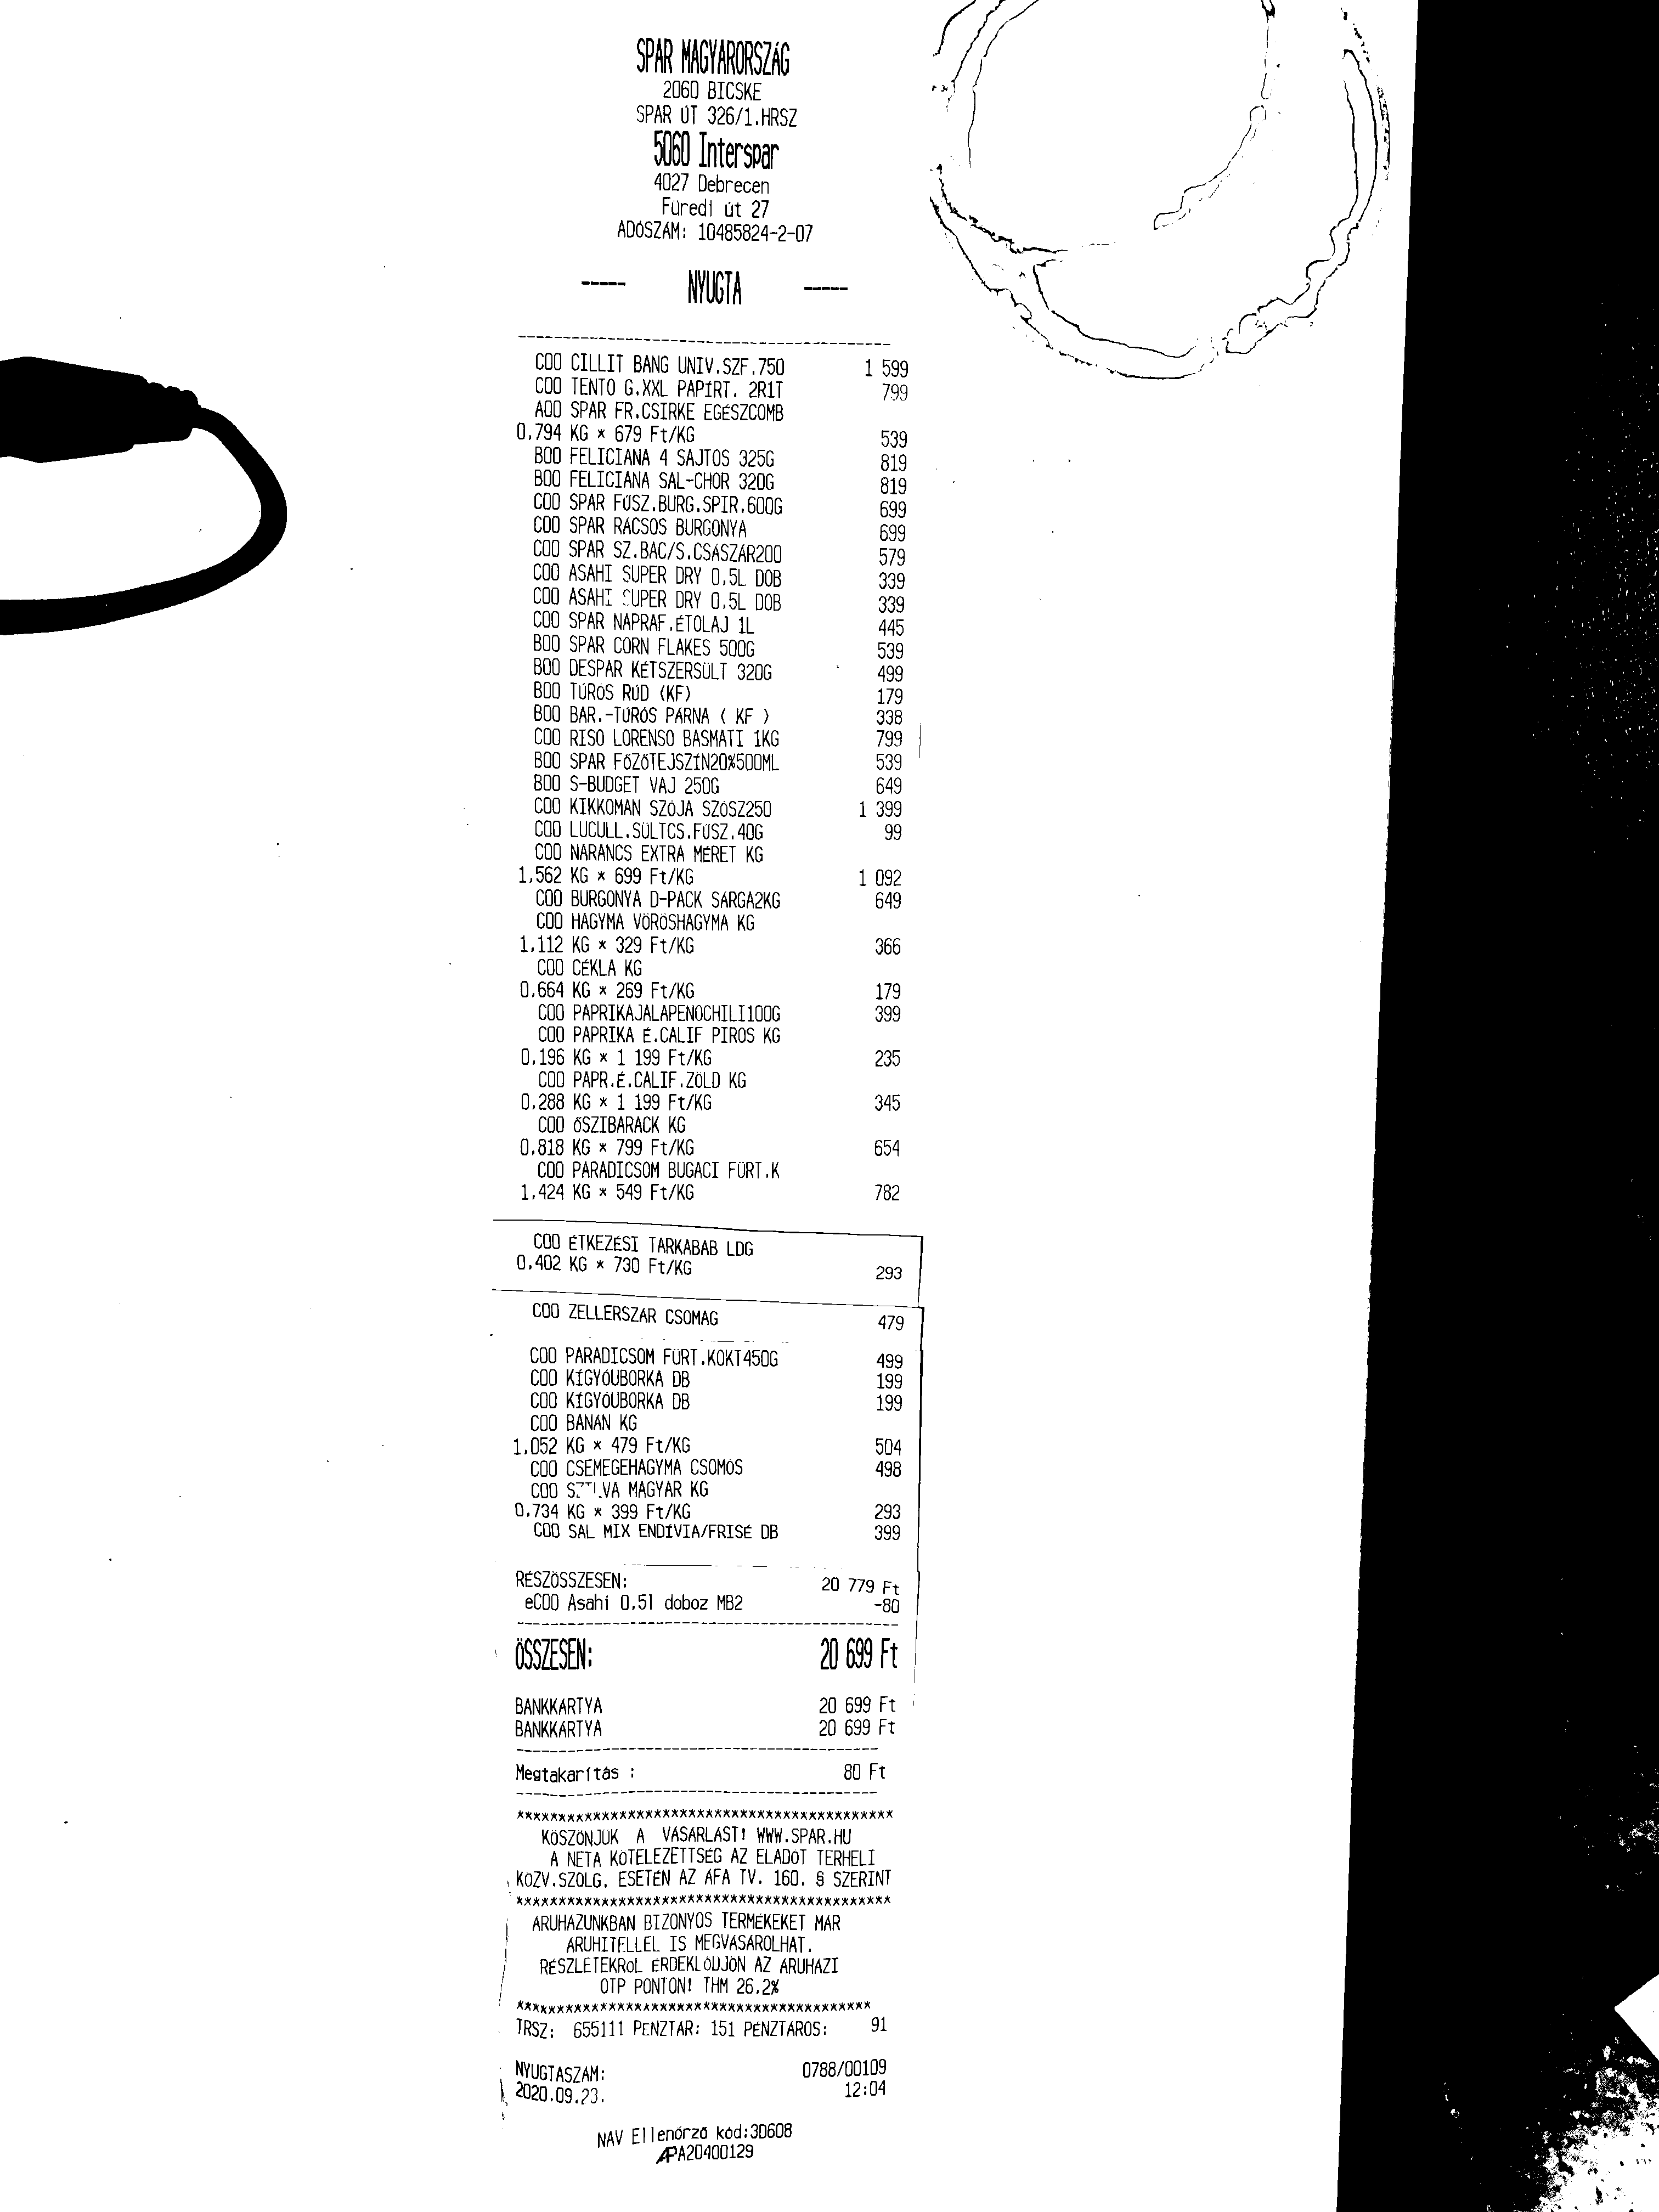 SPAR MAGYARORSZÁG
2060 BICSKE
SPAR ÚT 326/1.HRSZ
5060 Interspar
4027 Debrecen
Füredi út 27
ADÓSZÁM: 10485824-2-07
----- NYUGTA -----
C00 CILLIT BANG UNIV.SZF.750 1 599
C00 TENTO G.XXL PAPÍRT. 2R1T 799
A00 SPAR FR.CSIRKE EGÉSZCOMB
0,794 KG × 679 Ft/KG 539
B00 FELICIANA 4 SAJTOS 325G 819
B00 FELICIANA SAL-CHOR 320G 819
C00 SPAR FŰSZ.BURG.SPIR.600G 699
C00 SPAR RÁCSOS BURGONYA 699
C00 SPAR SZ.BAC/S.CSÁSZÁR200 579
C00 ASAHI SUPER DRY 0,5L DOB 339
C00 ASAHI SUPER DRY 0,5L DOB 339
C00 SPAR NAPRAF.ÉTOLAJ 1L 445
B00 SPAR CORN FLAKES 500G 539
B00 DESPAR KÉTSZERSÜLT 320G 499
B00 TÚRÓS RÚD (KF) 179
B00 BAR.-TÚRÓS PÁRNA ( KF ) 338
C00 RISO LORENSO BASMATI 1KG 799
B00 SPAR FŐZŐTEJSZÍN20%500ML 539
B00 S-BUDGET VAJ 250G 649
C00 KIKKOMAN SZÓJA SZÓSZ250 1 399
C00 LUCULL.SÜLTCS.FŰSZ.40G 99
C00 NARANCS EXTRA MÉRET KG
1,562 KG × 699 Ft/KG 1 092
C00 BURGONYA D-PACK SÁRGA2KG 649
C00 HAGYMA VÖRÖSHAGYMA KG
1,112 KG × 329 Ft/KG 366
C00 CÉKLA KG
0,664 KG × 269 Ft/KG 179
C00 PAPRIKAJALAPENOCHILI100G 399
C00 PAPRIKA É.CALIF PIROS KG
0,196 KG × 1 199 Ft/KG 235
C00 PAPR.É.CALIF.ZÖLD KG
0,288 KG × 1 199 Ft/KG 345
C00 ŐSZIBARACK KG
0,818 KG × 799 Ft/KG 654
C00 PARADICSOM BUGACI FÜRT.K
1,424 KG × 549 Ft/KG 782
C00 ÉTKEZÉSI TARKABAB LDG
0,402 KG × 730 Ft/KG 293
C00 ZELLERSZÁR CSOMAG 479
C00 PARADICSOM FÜRT.KOKT450G 499
C00 KÍGYÓUBORKA DB 199
C00 KÍGYÓUBORKA DB 199
C00 BANÁN KG
1,052 KG × 479 Ft/KG 504
C00 CSEMEGEHAGYMA CSOMÓS 498
C00 SZILVA MAGYAR KG
0,734 KG × 399 Ft/KG 293
C00 SAL MIX ENDÍVIA/FRISÉ DB 399
RÉSZÖSSZESEN: 20 779 Ft
eC00 Asahi 0.5l doboz MB2 -80
ÖSSZESEN: 20 699 Ft
BANKKÁRTYA 20 699 Ft
BANKKÁRTYA 20 699 Ft
Megtakarítás : 80 Ft
*********************************************
KÖSZÖNJÜK A VÁSÁRLÁST! WWW.SPAR.HU
A NETA KÖTELEZETTSÉG AZ ELADÓT TERHELI
KÖZV.SZOLG. ESETÉN AZ ÁFA TV. 160. § SZERINT
*********************************************
ÁRUHÁZUNKBAN BIZONYOS TERMÉKEKET MÁR
ÁRUHITELLEL IS MEGVÁSÁROLHAT.
RÉSZLETEKRŐL ÉRDEKLŐDJÖN AZ ÁRUHÁZI
OTP PONTON! THM 26,2%
*********************************************
TRSZ: 655111 PÉNZTÁR: 151 PÉNZTÁROS: 91
NYUGTASZÁM: 0788/00109
2020.09.23. 12:04
NAV Ellenőrző kód:3D608
APA20400129